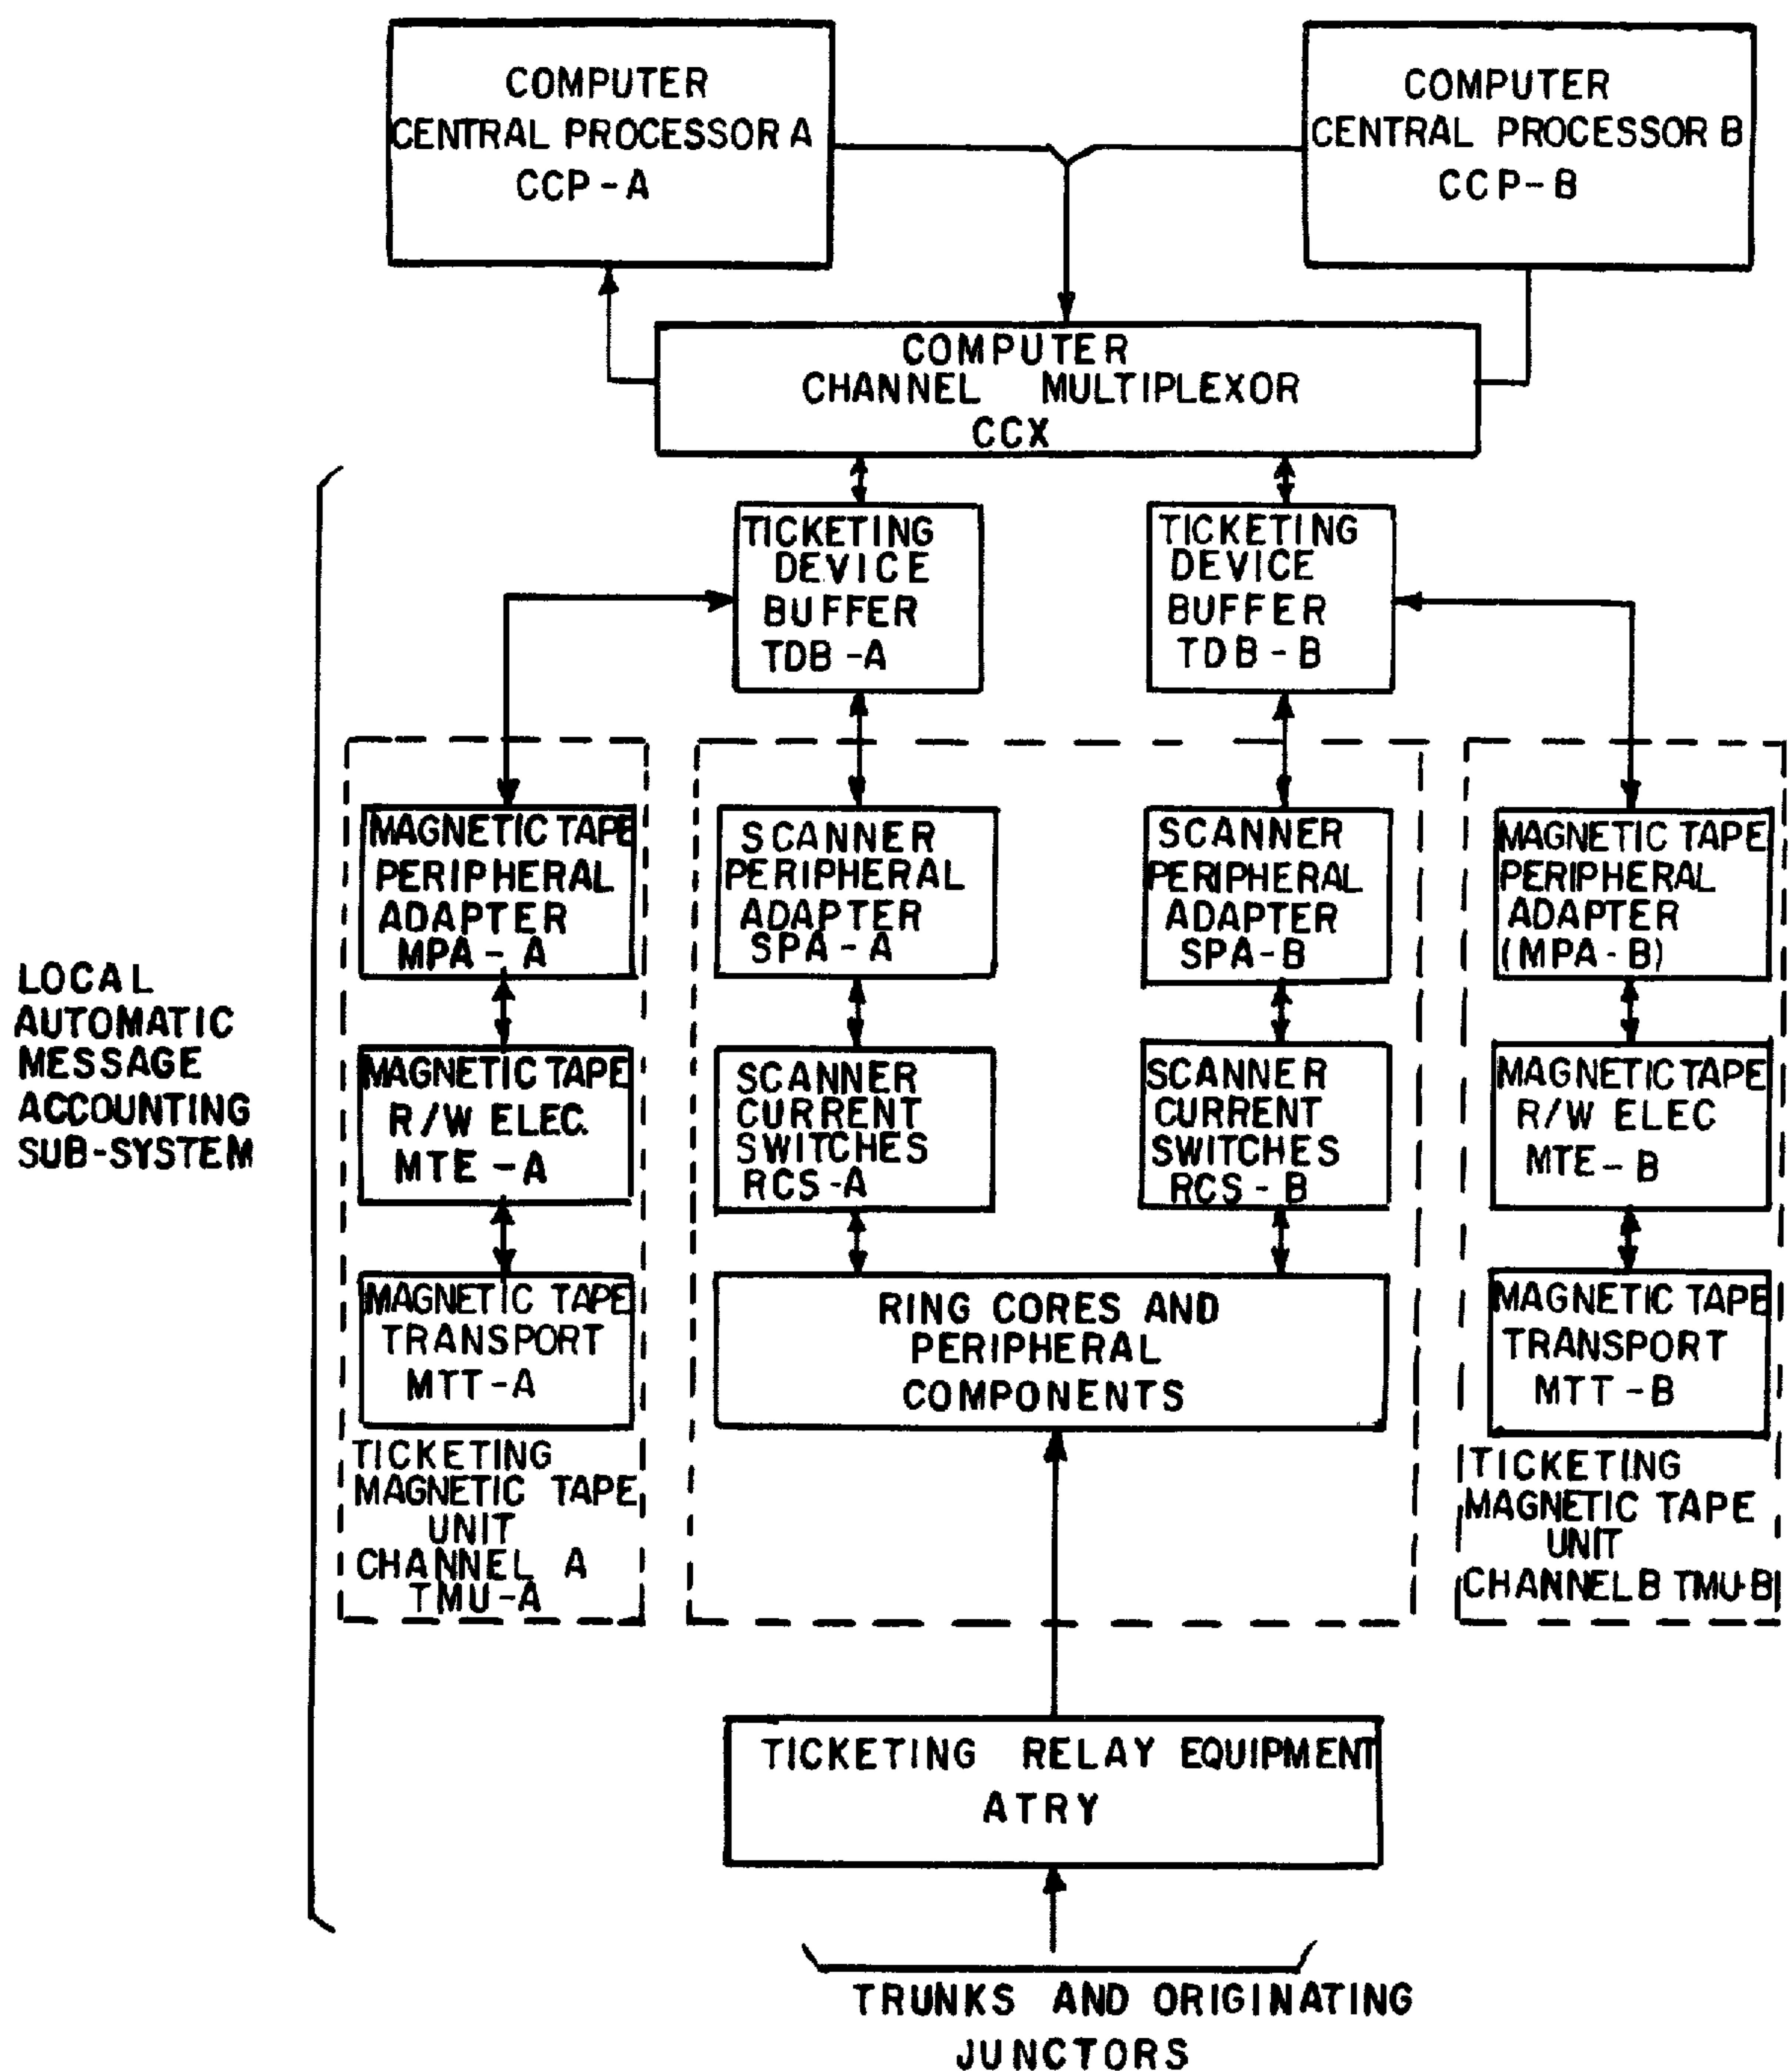 COMPUTER
CENTRAL PROCESSOR A
CCP-A
COMPUTER
CENTRAL PROCESSOR B
CCP-B
COMPUTER
CHANNEL MULTIPLEXOR
CCX
TICKETING
DEVICE
BUFFER
TDB-A
TICKETING
DEVICE
BUFFER
TDB-B
LOCAL
AUTOMATIC
MESSAGE
ACCOUNTING
SUB-SYSTEM
MAGNETIC TAPE
PERIPHERAL
ADAPTER
MPA-A
SCANNER
PERIPHERAL
ADAPTER
SPA-A
SCANNER
PERIPHERAL
ADAPTER
SPA-B
MAGNETIC TAPE
PERIPHERAL
ADAPTER
(MPA-B)
MAGNETIC TAPE
R/W ELEC.
MTE-A
SCANNER
CURRENT
SWITCHES
RCS-A
SCANNER
CURRENT
SWITCHES
RCS-B
MAGNETIC TAPE
R/W ELEC
MTE-B
MAGNETIC TAPE
TRANSPORT
MTT-A
RING CORES AND
PERIPHERAL
COMPONENTS
MAGNETIC TAPE
TRANSPORT
MTT-B
TICKETING
MAGNETIC TAPE
UNIT
CHANNEL A
TMU-A
TICKETING
MAGNETIC TAPE
UNIT
CHANNEL B TMU-B
TICKETING RELAY EQUIPMENT
ATRY
TRUNKS AND ORIGINATING
JUNCTORS